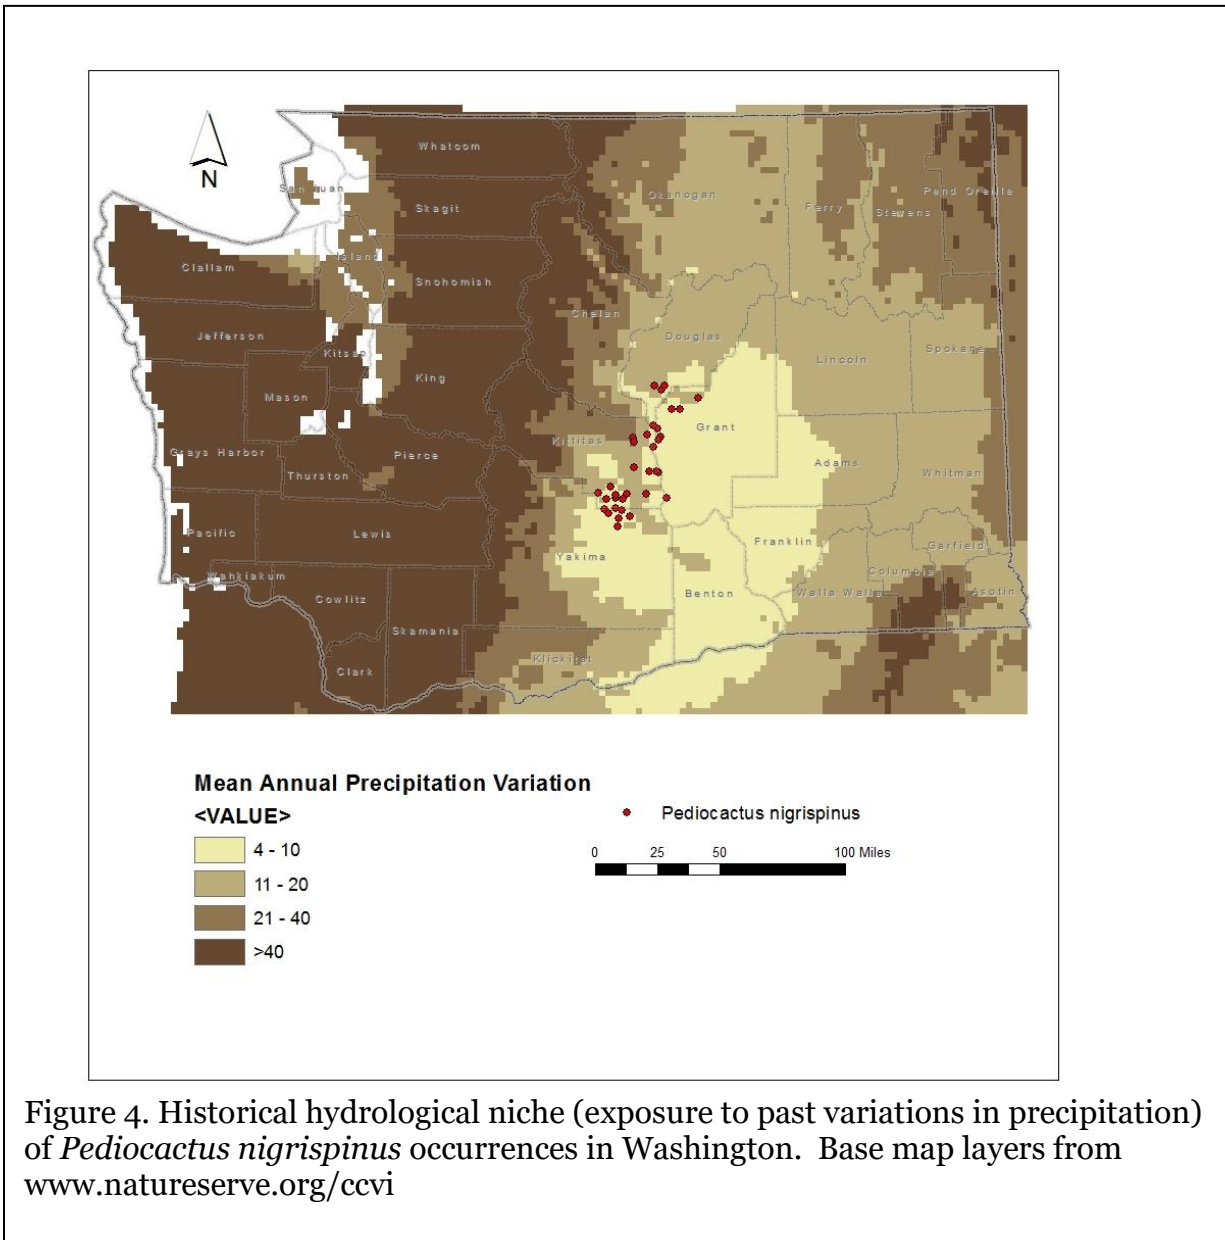 N
Whatcom
San Juan
Skagit
Okanogan
Ferry
Stevens
Pend Oreille
Island
Clallam
Snohomish
Chelan
Jefferson
Kitsap
Douglas
Lincoln
Spokane
King
Mason
Grant
Kittitas
Grays Harbor
Pierce
Adams
Thurston
Whitman
Pacific
Lewis
Franklin
Garfield
Yakima
Wahkiakum
Columbia
Cowlitz
Benton
Walla Walla
Asotin
Skamania
Klickitat
Clark
Mean Annual Precipitation Variation
<VALUE>
4 - 10
11 - 20
21 - 40
>40
Pediocactus nigrispinus
0 25 50 100 Miles
Figure 4. Historical hydrological niche (exposure to past variations in precipitation)
of Pediocactus nigrispinus occurrences in Washington. Base map layers from
www.natureserve.org/ccvi